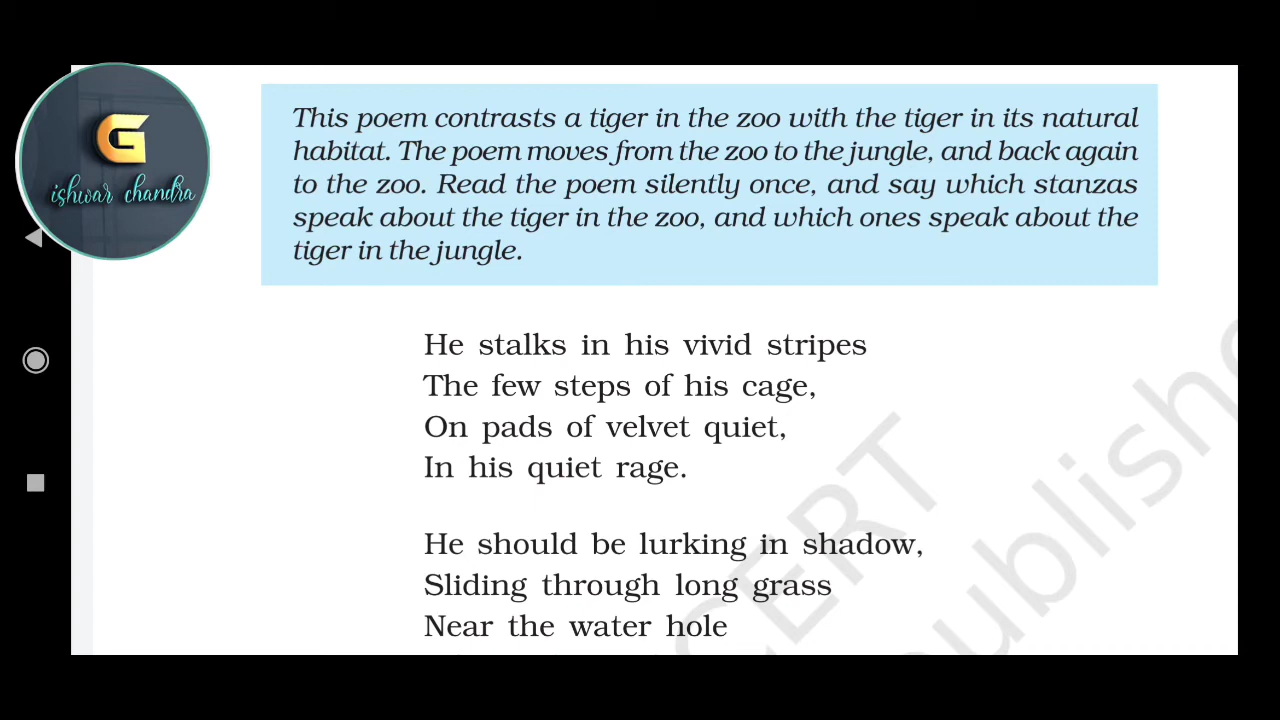 G
ishwar chandra
This poem contrasts a tiger in the zoo with the tiger in its natural
habitat. The poem moves from the zoo to the jungle, and back again
to the zoo. Read the poem silently once, and say which stanzas
speak about the tiger in the zoo, and which ones speak about the
tiger in the jungle.
He stalks in his vivid stripes
The few steps of his cage,
On pads of velvet quiet,
In his quiet rage.
He should be lurking in shadow,
Sliding through long grass
Near the water hole